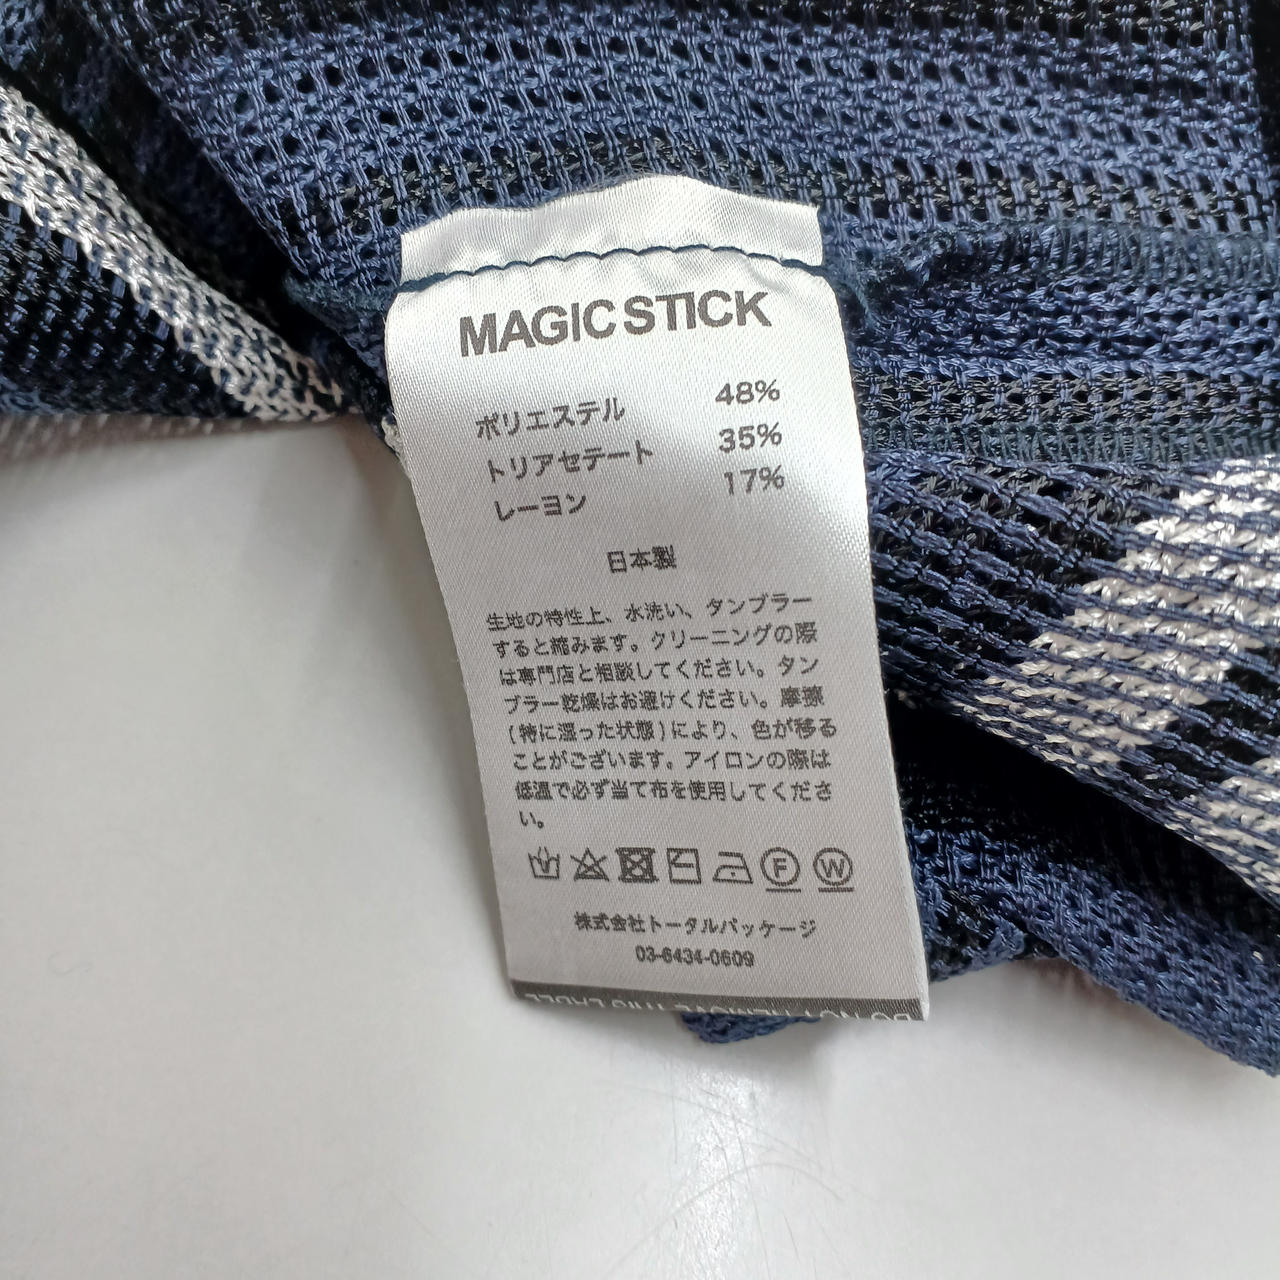 MAGIC STICK
ポリエステル 48%
トリアセテート 35%
レーヨン 17%
日本製
生地の特性上、水洗い、タンブラー
すると縮みます。クリーニングの際
は専門店と相談してください。タン
ブラー乾燥はお避けください。摩擦
(特に湿った状態)により、色が移る
ことがございます。アイロンの際は
低温で必ず当て布を使用してくださ
い。
F W
株式会社トータルパッケージ
03-6434-0609
DO NOT REMOVE THIS LABEL